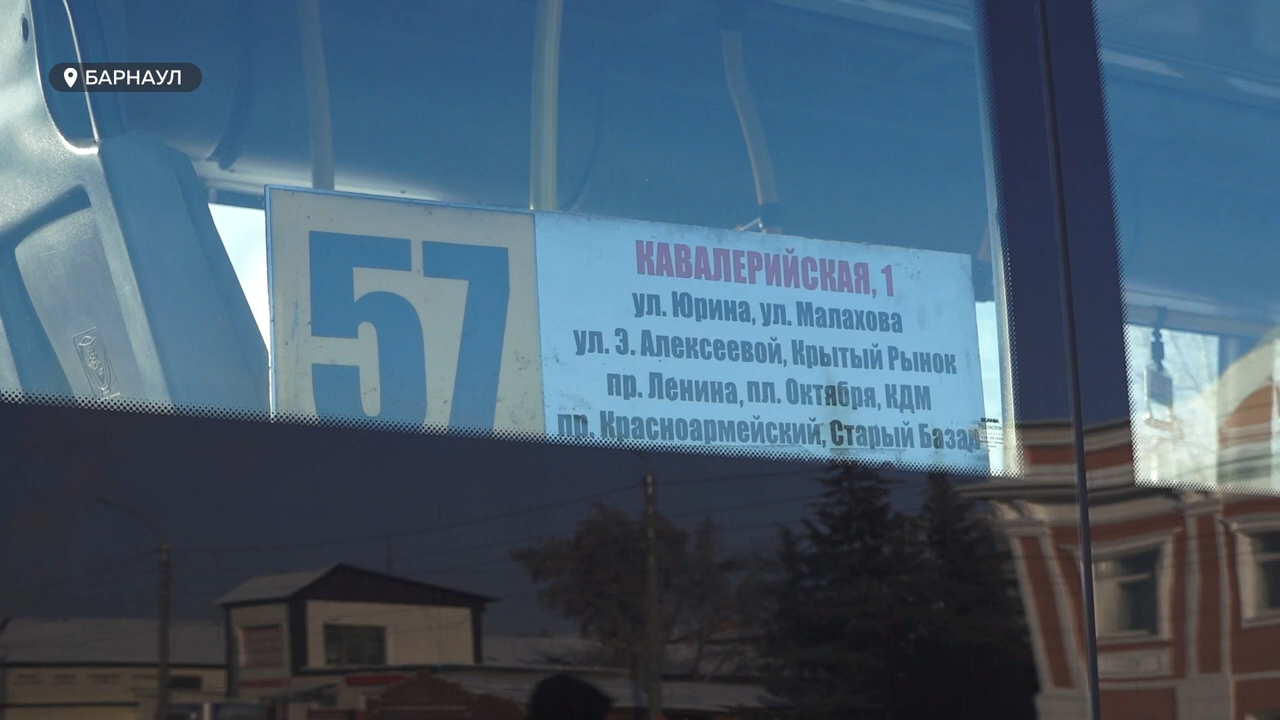 БАРНАУЛ
57
КАВАЛЕРИЙСКАЯ, 1
ул. Юрина, ул. Малахова
ул. Э. Алексеевой, Крытый Рынок
пр. Ленина, пл. Октября, КДМ
пр. Красноармейский, Старый Базар